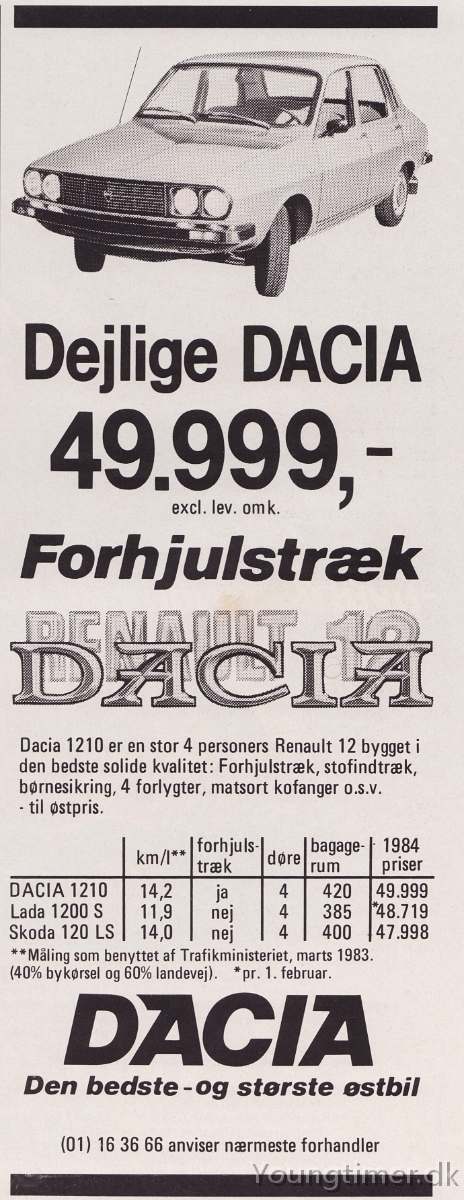 Dejlige DACIA
49.999,-
excl. lev. omk.
Forhjulstræk
RENAULT 12
DACIA
Dacia 1210 er en stor 4 personers Renault 12 bygget i
den bedste solide kvalitet: Forhjulstræk, stofindtræk,
børnesikring, 4 forlygter, matsort kofanger o.s.v.
- til østpris.
km/l** forhjuls-træk døre bagage-rum 1984 priser
DACIA 1210 14,2 ja 4 420 49.999
Lada 1200 S 11,9 nej 4 385 *48.719
Skoda 120 LS 14,0 nej 4 400 47.998
**Måling som benyttet af Trafikministeriet, marts 1983.
(40% bykørsel og 60% landevej). *pr. 1. februar.
DACIA
Den bedste - og største østbil
(01) 16 36 66 anviser nærmeste forhandler
Youngtimer.dk